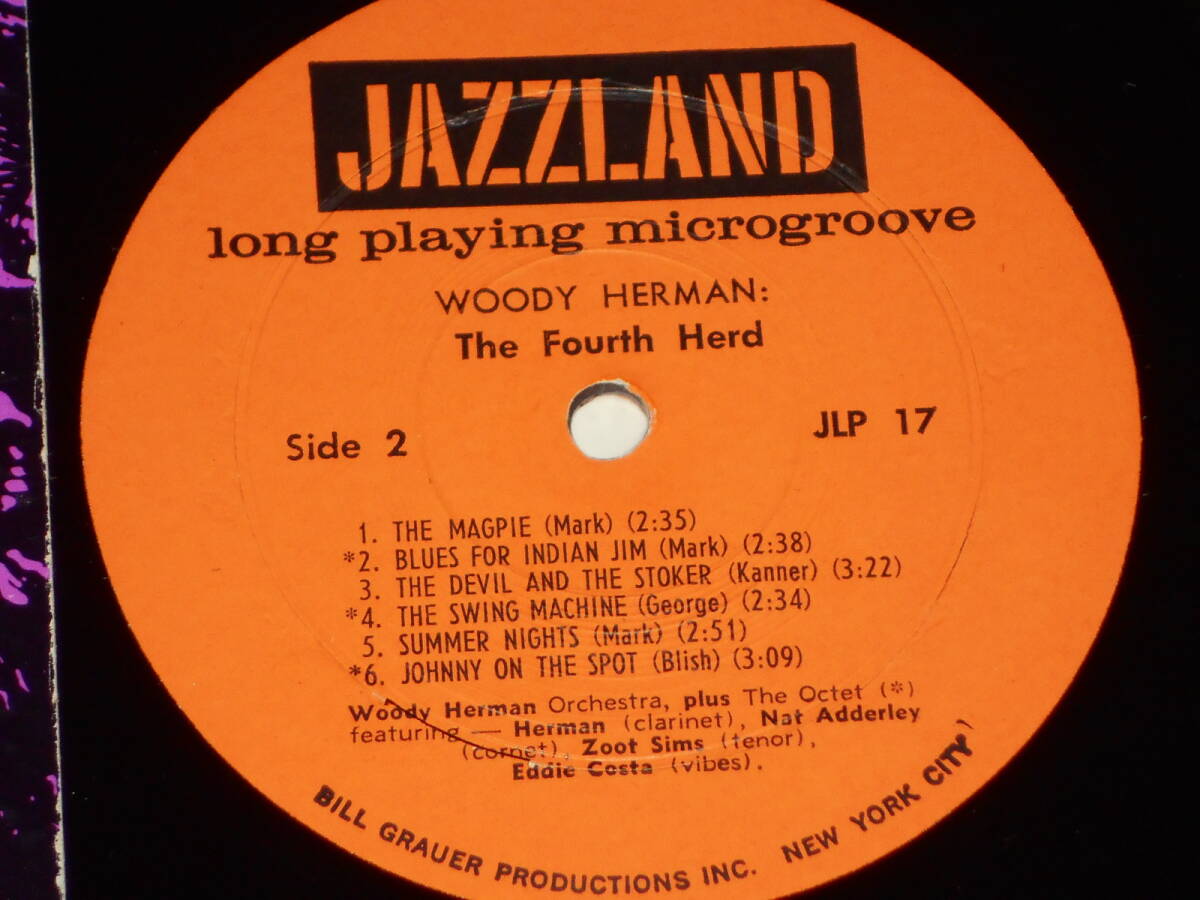 JAZZLAND
long playing microgroove
WOODY HERMAN:
The Fourth Herd
Side 2
JLP 17
1. THE MAGPIE (Mark) (2:35)
*2. BLUES FOR INDIAN JIM (Mark) (2:38)
3. THE DEVIL AND THE STOKER (Kanner) (3:22)
*4. THE SWING MACHINE (George) (2:34)
5. SUMMER NIGHTS (Mark) (2:51)
*6. JOHNNY ON THE SPOT (Blish) (3:09)
Woody Herman Orchestra, plus The Octet (*)
featuring — Herman (clarinet), Nat Adderley
(cornet), Zoot Sims (tenor),
Eddie Costa (vibes).
BILL GRAUER PRODUCTIONS INC. NEW YORK CITY